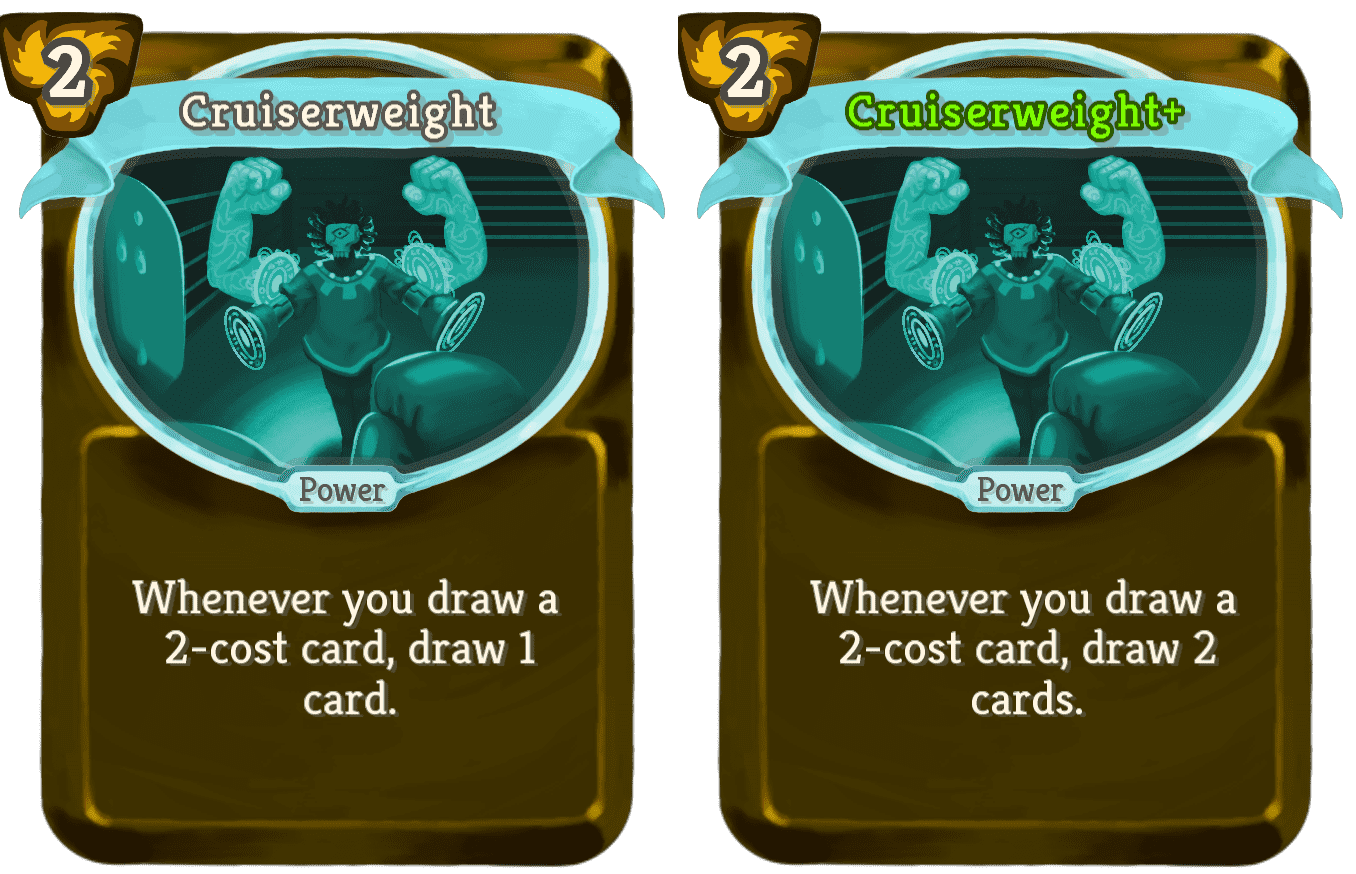 2
Cruiserweight
Power
Whenever you draw a
2-cost card, draw 1
card.
2
Cruiserweight+
Power
Whenever you draw a
2-cost card, draw 2
cards.